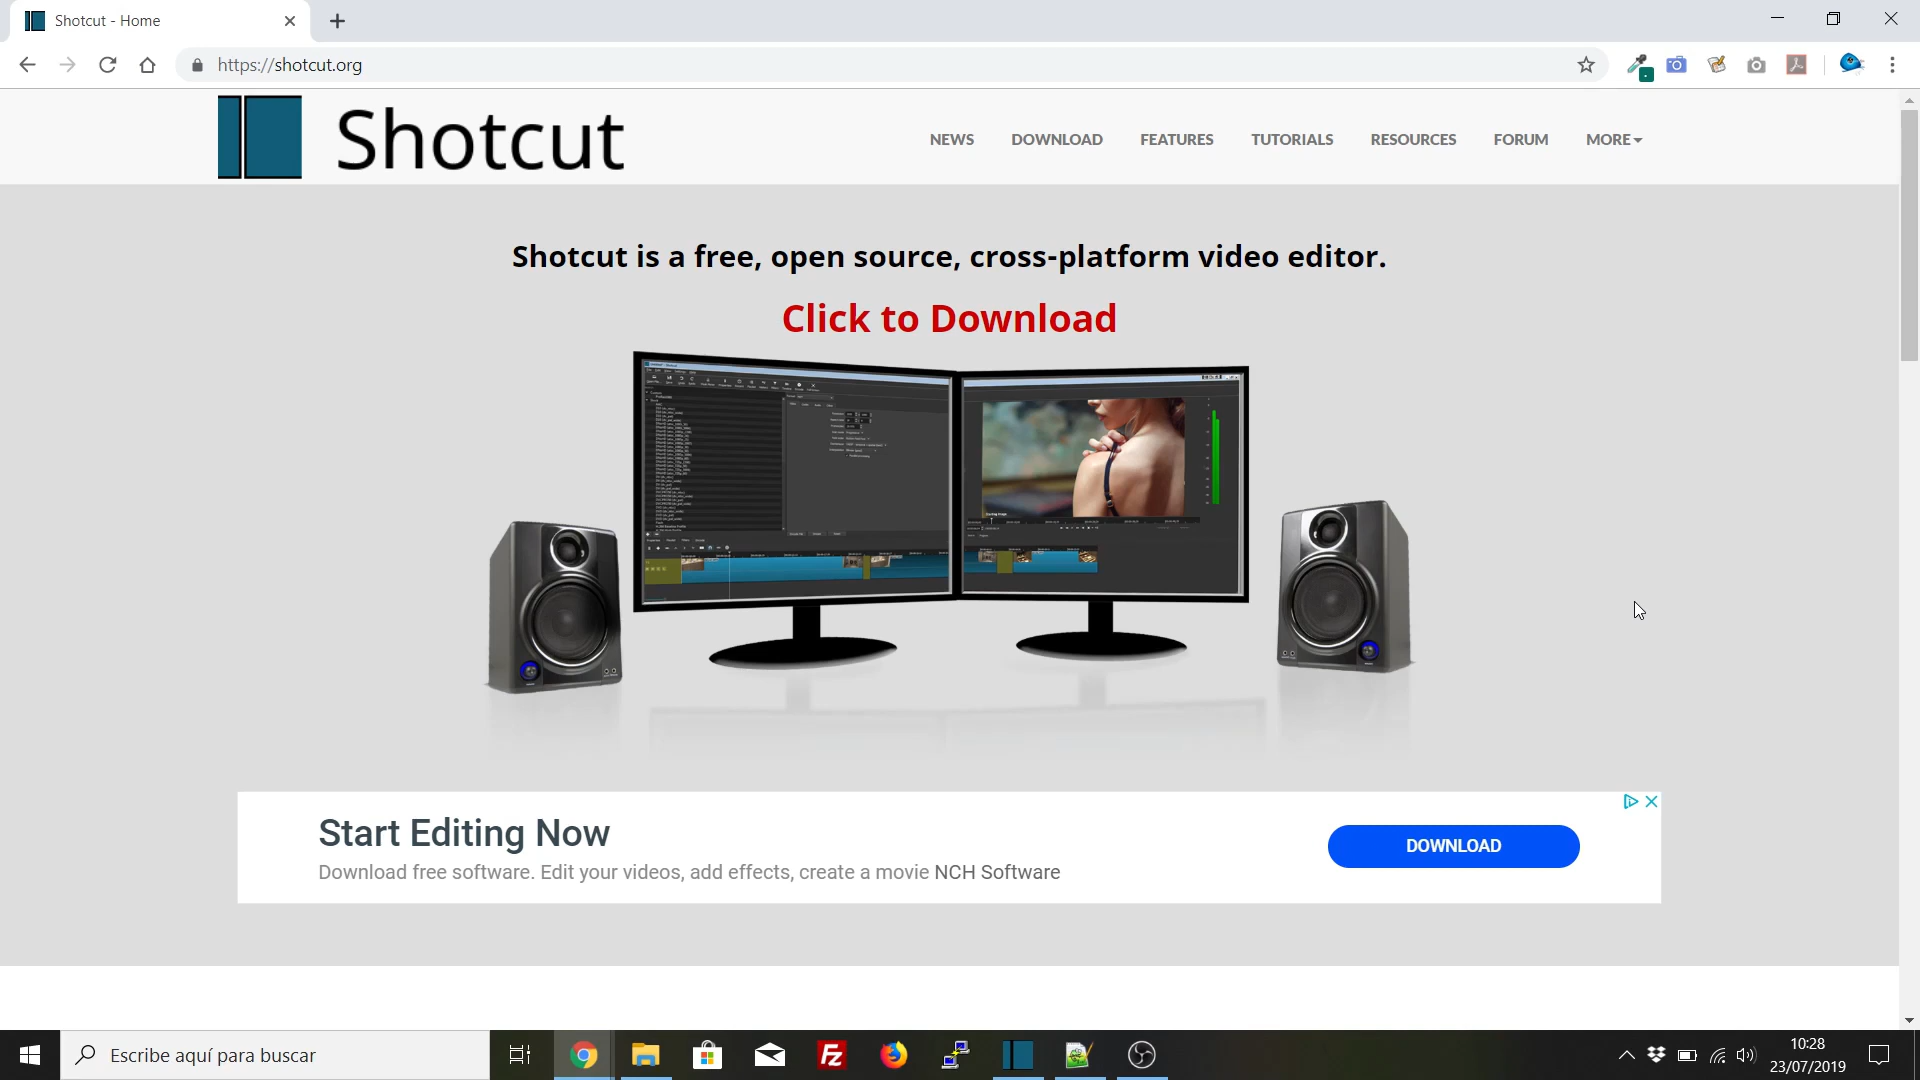 Shotcut - Home
https://shotcut.org
Shotcut
NEWS DOWNLOAD FEATURES TUTORIALS RESOURCES FORUM MORE
Shotcut is a free, open source, cross-platform video editor.
Click to Download
Start Editing Now
Download free software. Edit your videos, add effects, create a movie NCH Software
DOWNLOAD
Escribe aquí para buscar
10:28
23/07/2019